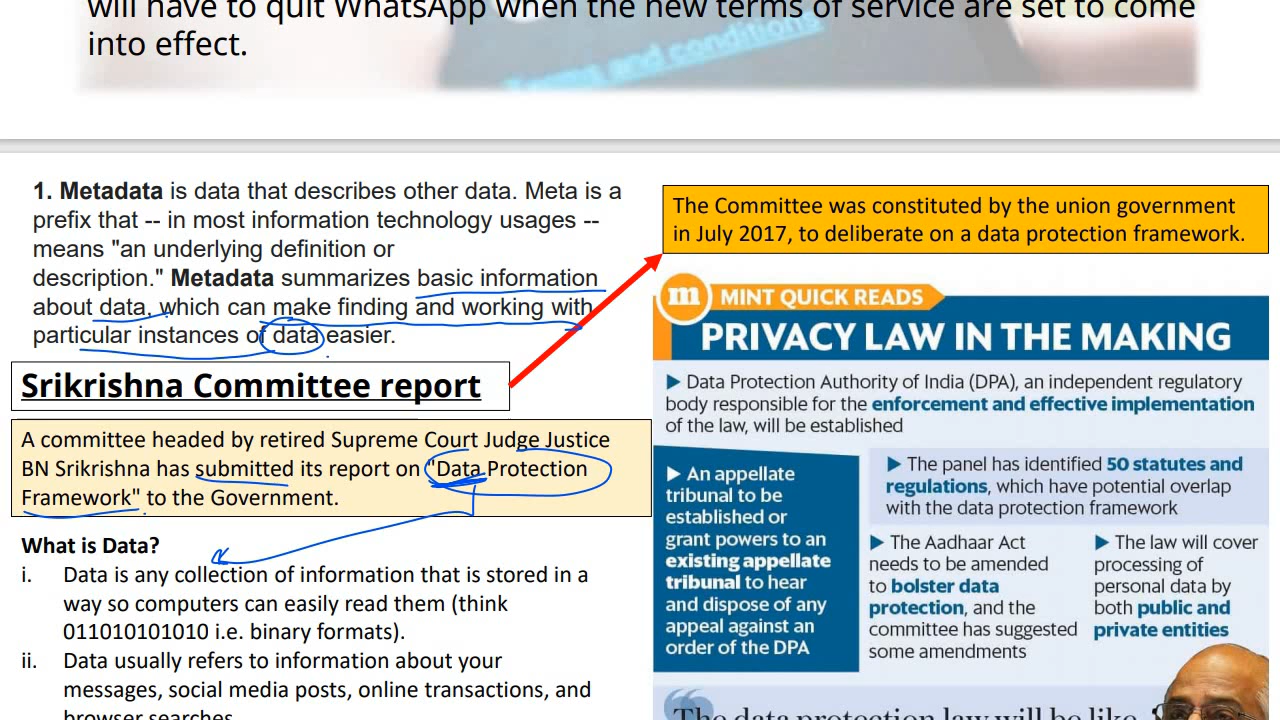 will have to quit WhatsApp when the new terms of service are set to come
into effect.
Terms and conditions
1. Metadata is data that describes other data. Meta is a
prefix that -- in most information technology usages --
means "an underlying definition or
description." Metadata summarizes basic information
about data, which can make finding and working with
particular instances of data easier.
Srikrishna Committee report
A committee headed by retired Supreme Court Judge Justice
BN Srikrishna has submitted its report on "Data Protection
Framework" to the Government.
What is Data?
i. Data is any collection of information that is stored in a
way so computers can easily read them (think
011010101010 i.e. binary formats).
ii. Data usually refers to information about your
messages, social media posts, online transactions, and
browser searches.
The Committee was constituted by the union government
in July 2017, to deliberate on a data protection framework.
m MINT QUICK READS
PRIVACY LAW IN THE MAKING
▶ Data Protection Authority of India (DPA), an independent regulatory
body responsible for the enforcement and effective implementation
of the law, will be established
▶ An appellate
tribunal to be
established or
grant powers to an
existing appellate
tribunal to hear
and dispose of any
appeal against an
order of the DPA
▶ The panel has identified 50 statutes and
regulations, which have potential overlap
with the data protection framework
▶ The Aadhaar Act
needs to be amended
to bolster data
protection, and the
committee has suggested
some amendments
▶ The law will cover
processing of
personal data by
both public and
private entities
The data protection law will be like